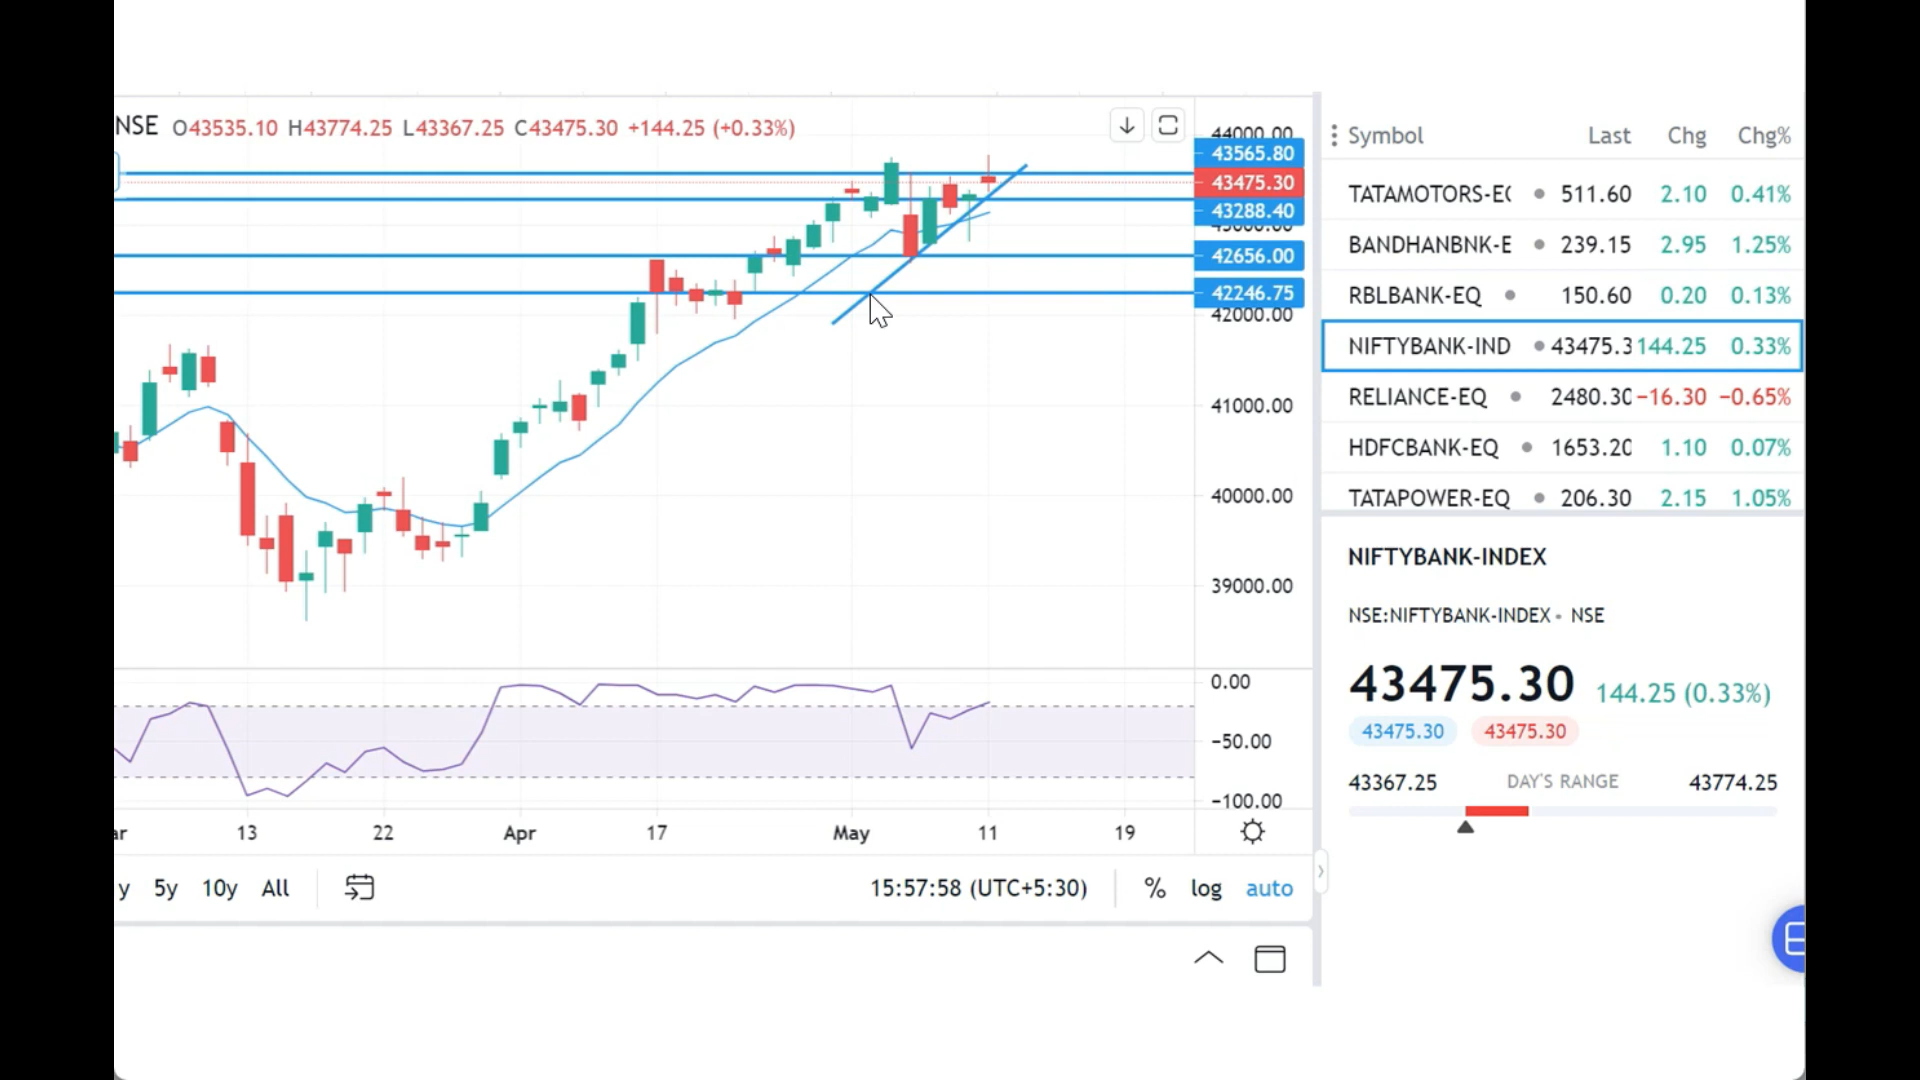 NSE O43535.10 H43774.25 L43367.25 C43475.30 +144.25 (+0.33%)
44000.00
43565.80
43475.30
43288.40
43000.00
42656.00
42246.75
42000.00
41000.00
40000.00
39000.00
0.00
−50.00
−100.00
ar 13 22 Apr 17 May 11 19
y 5y 10y All 15:57:58 (UTC+5:30) % log auto
Symbol Last Chg Chg%
TATAMOTORS-E 511.60 2.10 0.41%
BANDHANBNK-E 239.15 2.95 1.25%
RBLBANK-EQ 150.60 0.20 0.13%
NIFTYBANK-IND 43475.3 144.25 0.33%
RELIANCE-EQ 2480.30 −16.30 −0.65%
HDFCBANK-EQ 1653.20 1.10 0.07%
TATAPOWER-EQ 206.30 2.15 1.05%
NIFTYBANK-INDEX
NSE:NIFTYBANK-INDEX • NSE
43475.30 144.25 (0.33%)
43475.30 43475.30
43367.25 DAY'S RANGE 43774.25